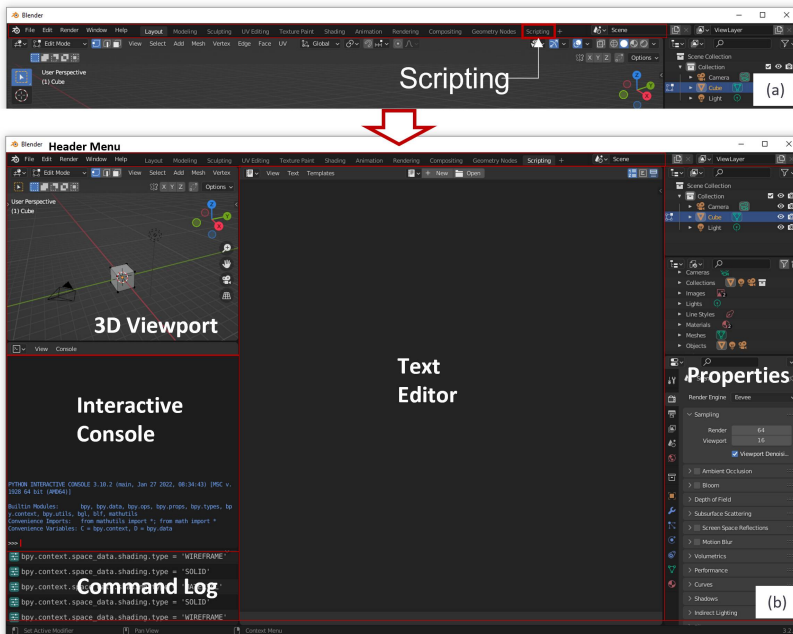 Blender
File Edit Render Window Help Layout Modeling Sculpting UV Editing Texture Paint Shading Animation Rendering Compositing Geometry Nodes Scripting + Scene ViewLayer
Edit Mode View Select Add Mesh Vertex Edge Face UV Global
X Y Z Options
User Perspective
(1) Cube
Scripting
Scene Collection
Collection
Camera
Cube
Light
(a)
Blender Header Menu
File Edit Render Window Help Layout Modeling Sculpting UV Editing Texture Paint Shading Animation Rendering Compositing Geometry Nodes Scripting + Scene ViewLayer
Edit Mode View Select Add Mesh Vertex
X Y Z Options
User Perspective
(1) Cube
3D Viewport
View Console
Interactive
Console
PYTHON INTERACTIVE CONSOLE 3.10.2 (main, Jan 27 2022, 08:34:43) [MSC v.
1928 64 bit (AMD64)]
Builtin Modules: bpy, bpy.data, bpy.ops, bpy.props, bpy.types, bp
y.context, bpy.utils, bgl, blf, mathutils
Convenience Imports: from mathutils import *; from math import *
Convenience Variables: C = bpy.context, D = bpy.data
>>>
bpy.context.space_data.shading.type = 'WIREFRAME'
bpy.context.space_data.shading.type = 'SOLID'
Command Log
bpy.context.space_data.shading.type = 'SOLID'
bpy.context.space_data.shading.type = 'WIREFRAME'
View Text Templates + New Open
Text
Editor
Scene Collection
Collection
Camera
Cube
Light
Cameras
Collections
Images
Lights
Line Styles
Materials
Meshes
Objects
Properties
Render Engine Eevee
Sampling
Render 64
Viewport 16
Viewport Denoisi...
Ambient Occlusion
Bloom
Depth of Field
Subsurface Scattering
Screen Space Reflections
Motion Blur
Volumetrics
Performance
Curves
Shadows
Indirect Lighting
(b)
Set Active Modifier Pan View Context Menu